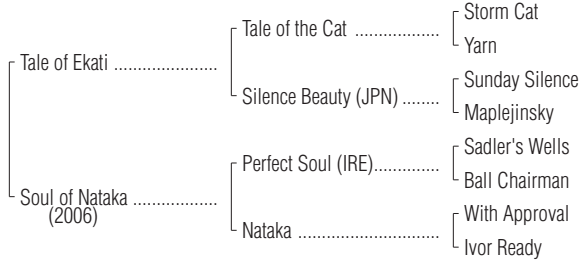 Storm Cat
Tale of the Cat ..................
Yarn
Tale of Ekati .....................
Sunday Silence
Silence Beauty (JPN) ........
Maplejinsky
Sadler's Wells
Perfect Soul (IRE)..............
Ball Chairman
Soul of Nataka .................
(2006)
With Approval
Nataka .............................
Ivor Ready